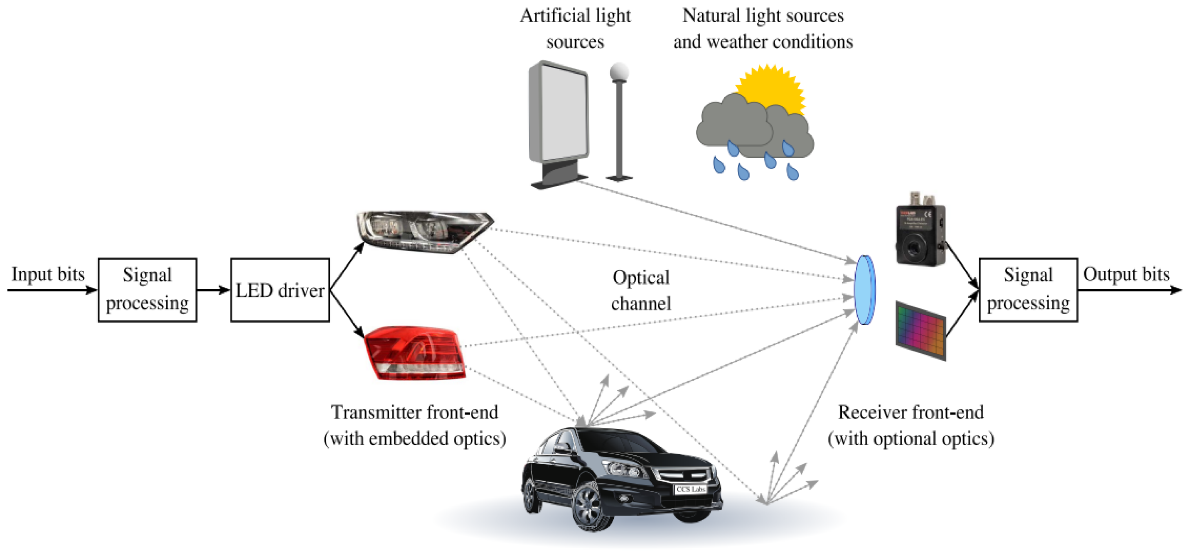 Artificial light
sources
Natural light sources
and weather conditions
Input bits
Signal
processing
LED driver
Optical
channel
Signal
processing
Output bits
Transmitter front-end
(with embedded optics)
Receiver front-end
(with optional optics)
CCS Labs